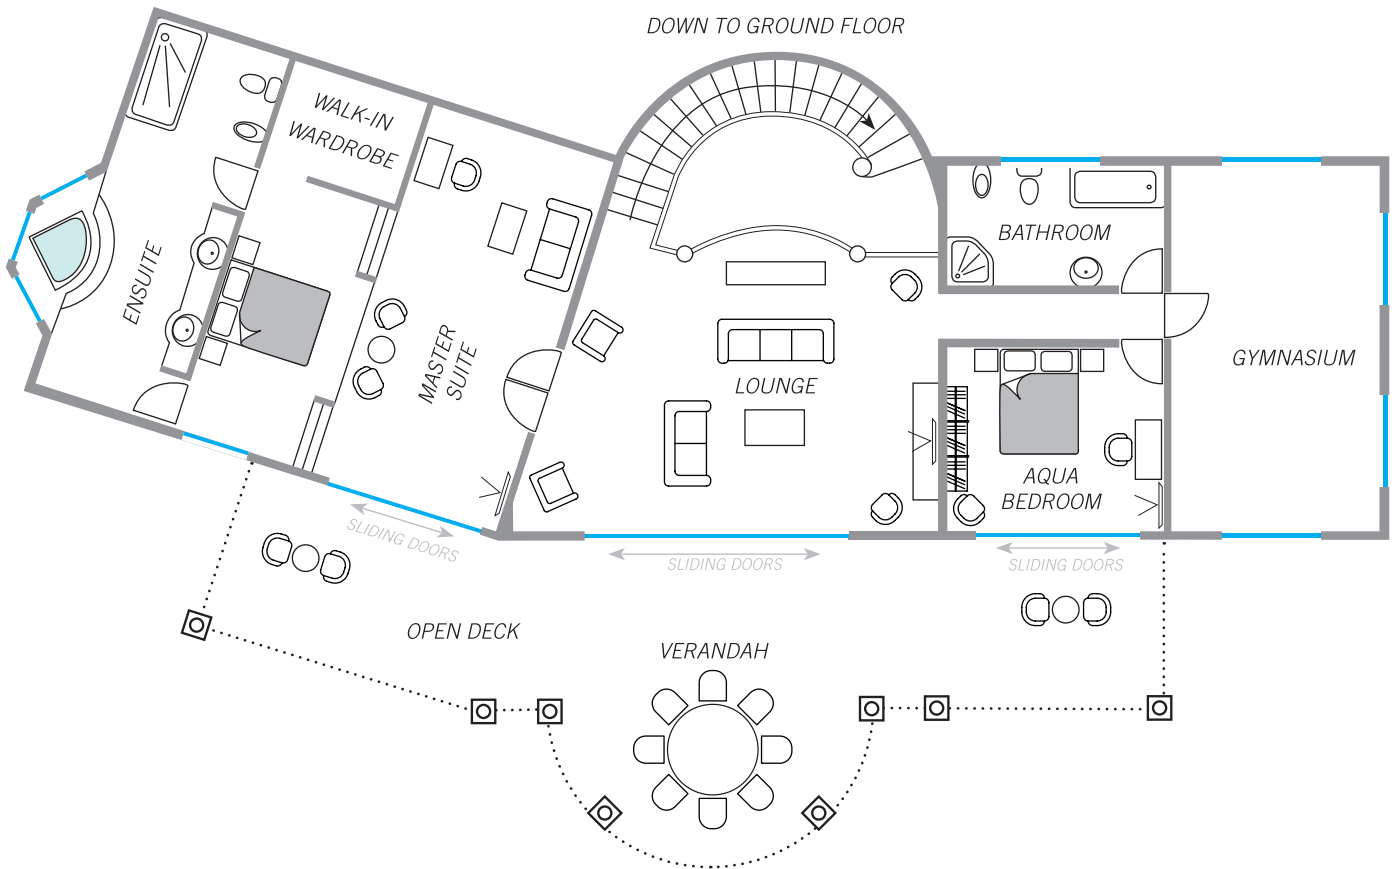 DOWN TO GROUND FLOOR
WALK-IN
WARDROBE
ENSUITE
MASTER
SUITE
BATHROOM
GYMNASIUM
LOUNGE
AQUA
BEDROOM
SLIDING DOORS
SLIDING DOORS
SLIDING DOORS
OPEN DECK
VERANDAH